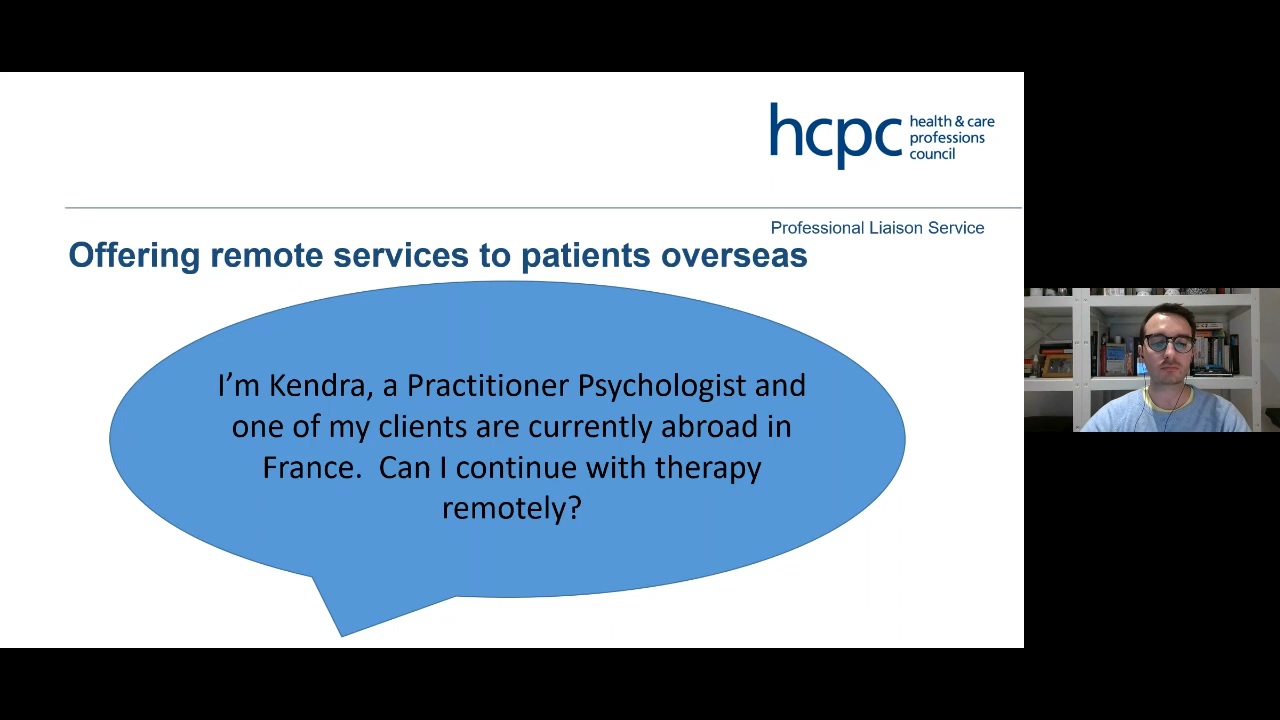 hcpc
health & care
professions
council
Professional Liaison Service
Offering remote services to patients overseas
I’m Kendra, a Practitioner Psychologist and
one of my clients are currently abroad in
France.  Can I continue with therapy
remotely?